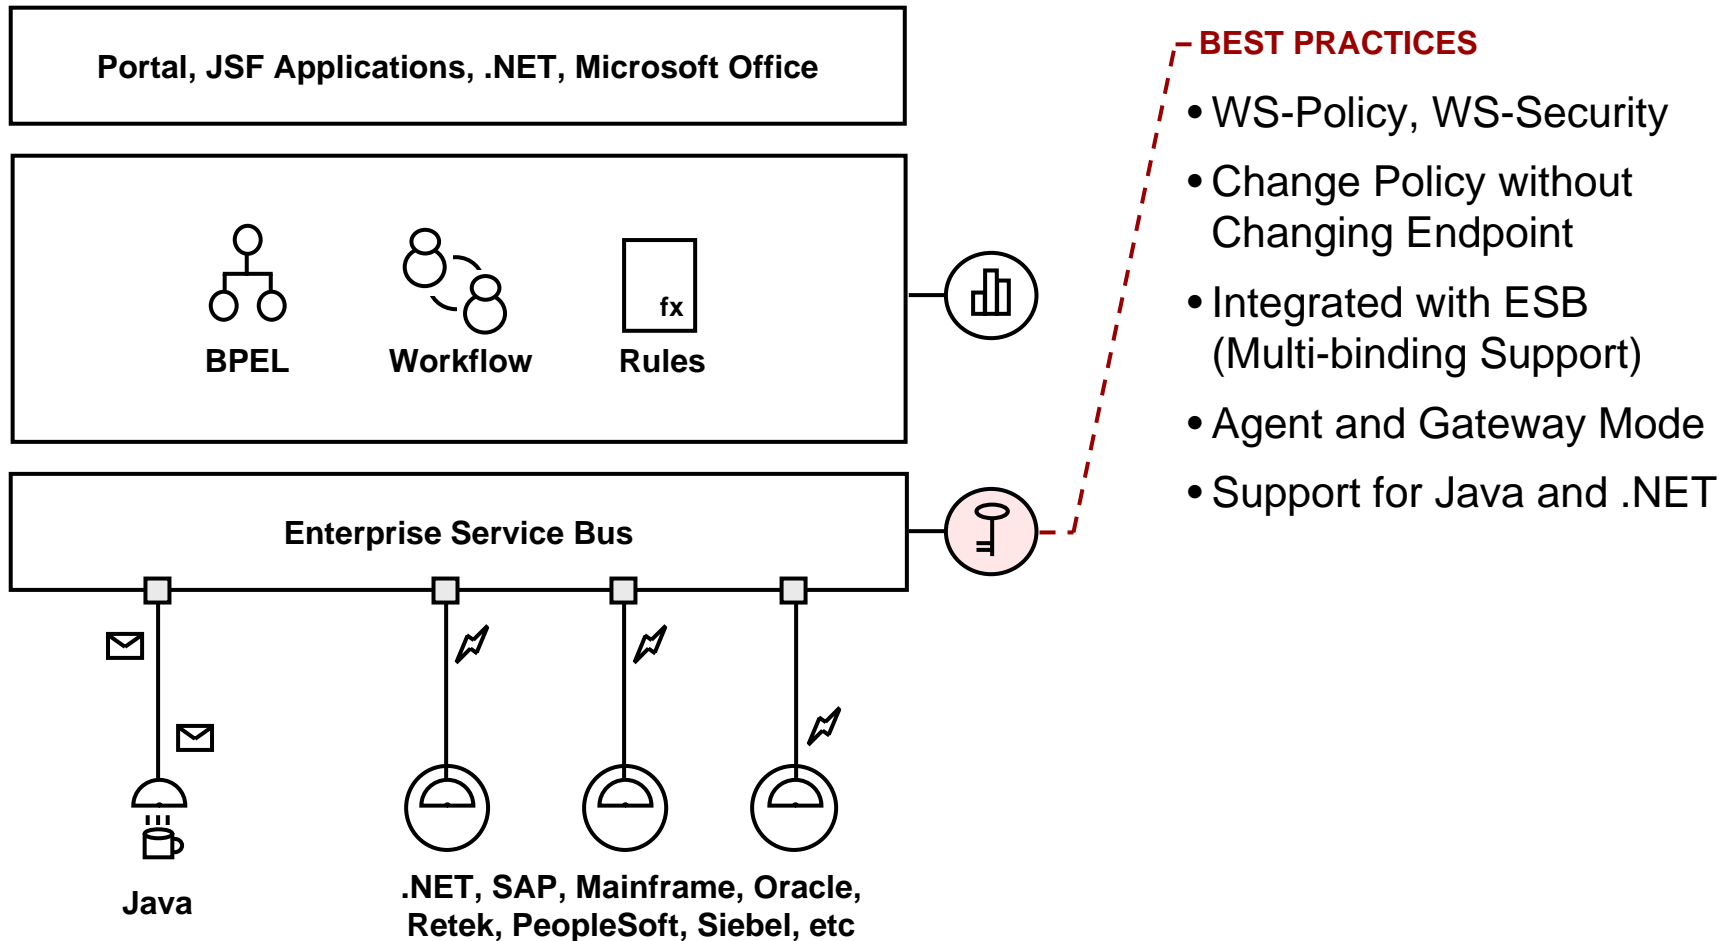 Portal, JSF Applications, .NET, Microsoft Office
BPEL
Workflow
fx
Rules
Enterprise Service Bus
Java
.NET, SAP, Mainframe, Oracle,
Retek, PeopleSoft, Siebel, etc
BEST PRACTICES
• WS-Policy, WS-Security
• Change Policy without
Changing Endpoint
• Integrated with ESB
(Multi-binding Support)
• Agent and Gateway Mode
• Support for Java and .NET